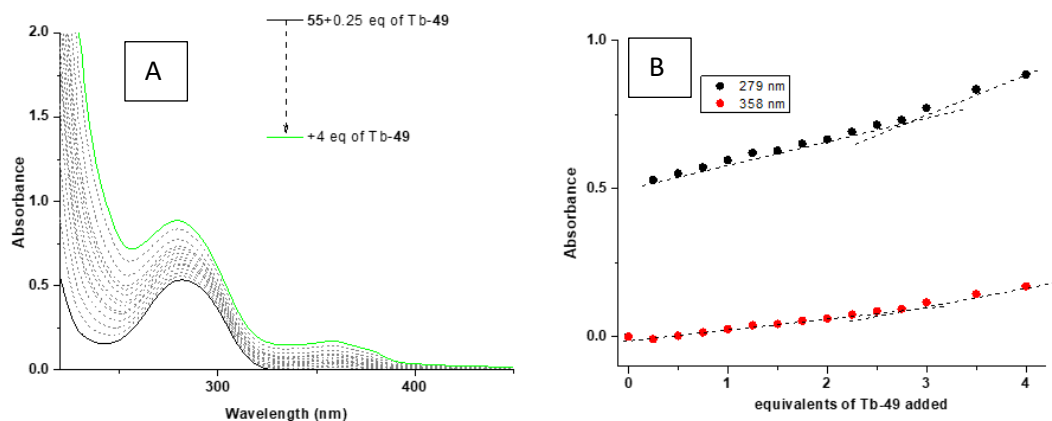 A
55+0.25 eq of Tb-49
+4 eq of Tb-49
2.0
1.5
1.0
0.5
0.0
Absorbance
300
400
Wavelength (nm)
B
279 nm
358 nm
1.0
0.5
0.0
Absorbance
0
1
2
3
4
equivalents of Tb-49 added